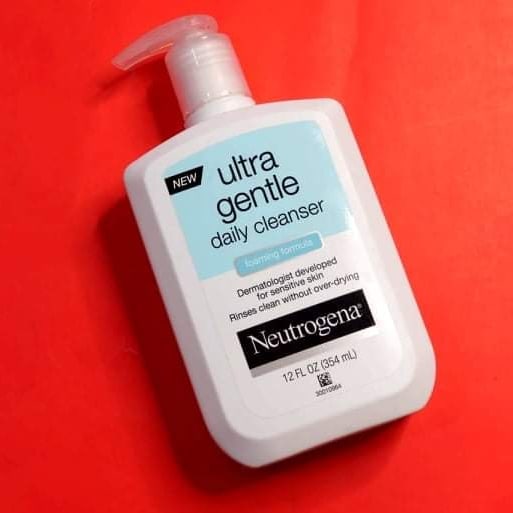 NEW
ultra
gentle
daily cleanser
foaming formula
Dermatologist developed
for sensitive skin
Rinses clean without over-drying
Neutrogena®
12 FL OZ (354 mL)
30010984